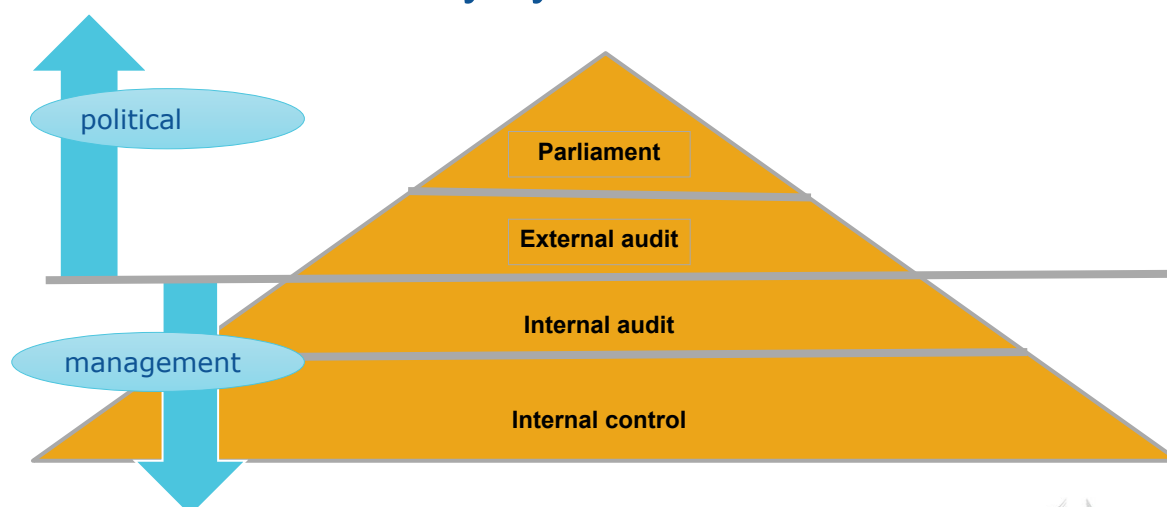 political
Parliament
External audit
Internal audit
management
Internal control